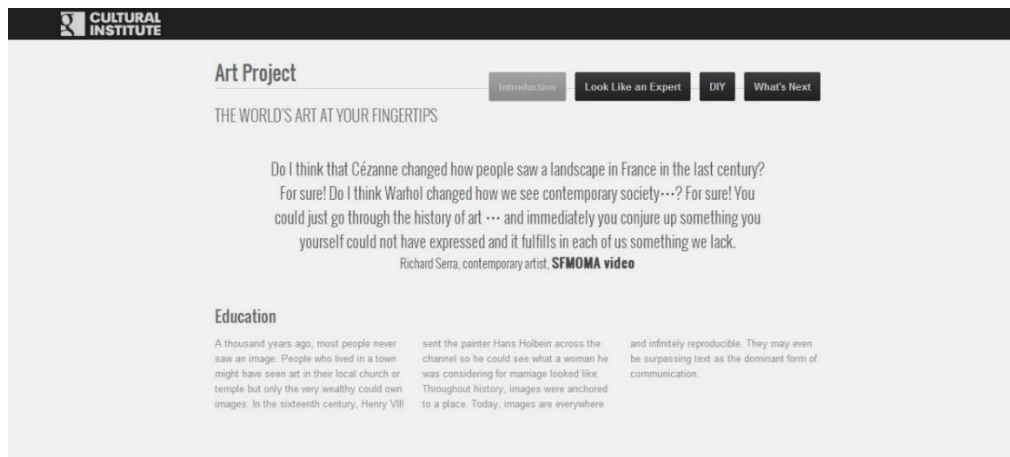 CULTURAL
INSTITUTE
Art Project
Introduction
Look Like an Expert
DIY
What's Next
THE WORLD'S ART AT YOUR FINGERTIPS
Do I think that Cézanne changed how people saw a landscape in France in the last century?
For sure! Do I think Warhol changed how we see contemporary society···? For sure! You
could just go through the history of art ··· and immediately you conjure up something you
yourself could not have expressed and it fulfills in each of us something we lack.
Richard Serra, contemporary artist, SFMOMA video
Education
A thousand years ago, most people never
saw an image. People who lived in a town
might have seen art in their local church or
temple but only the very wealthy could own
images. In the sixteenth century, Henry VIII
sent the painter Hans Holbein across the
channel so he could see what a woman he
was considering for marriage looked like.
Throughout history, images were anchored
to a place. Today, images are everywhere
and infinitely reproducible. They may even
be surpassing text as the dominant form of
communication.